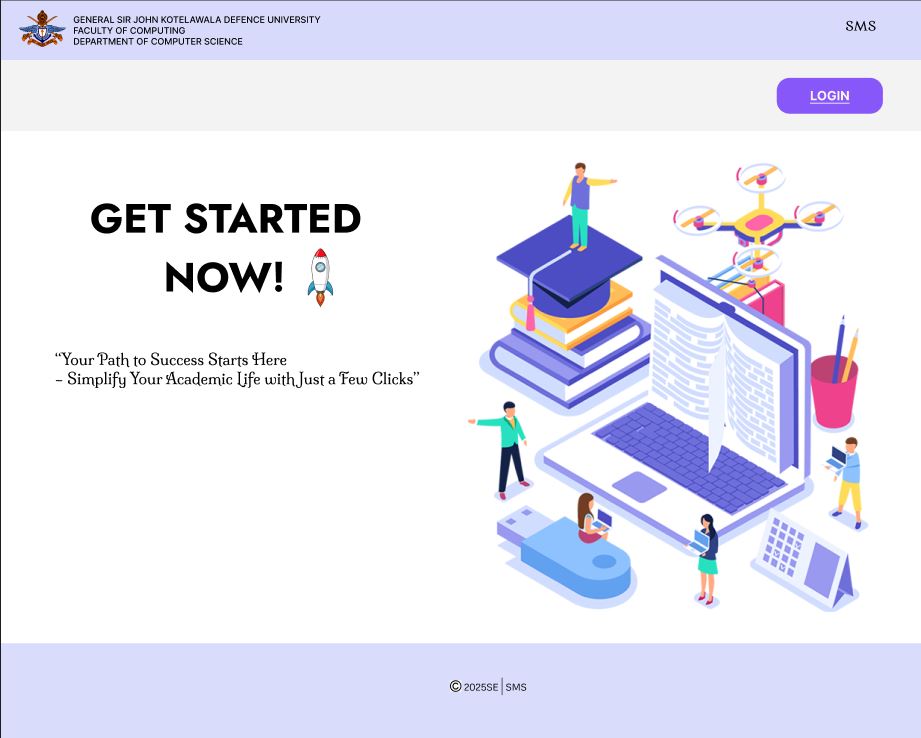 GENERAL SIR JOHN KOTELAWALA DEFENCE UNIVERSITY
FACULTY OF COMPUTING
DEPARTMENT OF COMPUTER SCIENCE
SMS
LOGIN
GET STARTED
NOW! 🚀
“Your Path to Success Starts Here
– Simplify Your Academic Life with Just a Few Clicks”
© 2025SE | SMS